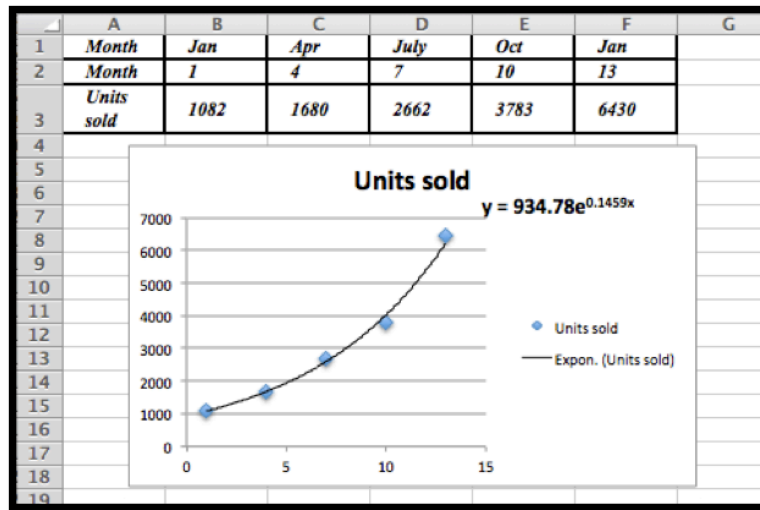 A B C D E F G
1 Month Jan Apr July Oct Jan
2 Month 1 4 7 10 13
Units
3 sold 1082 1680 2662 3783 6430
4
5
6 Units sold
7 y = 934.78e^0.1459x
7000
8 6000
9
10 5000
11 4000
12 Units sold
13 3000 Expon. (Units sold)
14 2000
15 1000
16
17 0
18 0 5 10 15
19